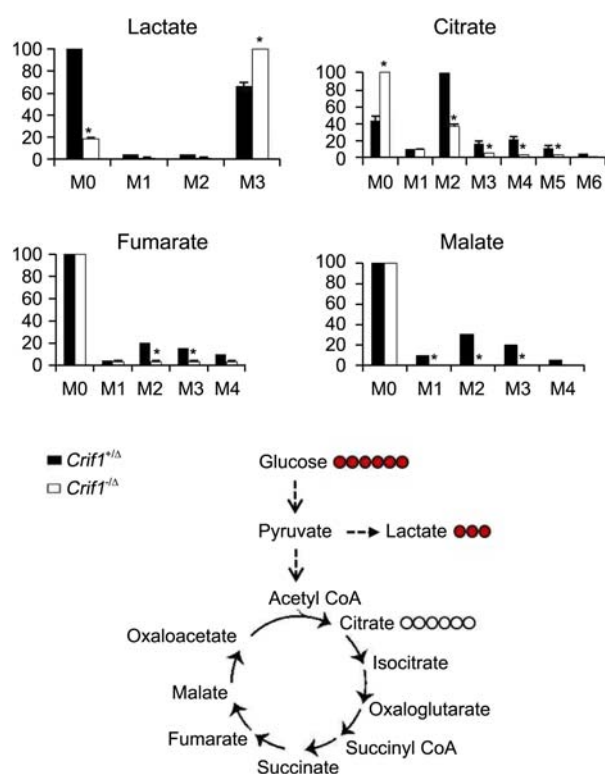 Lactate
100
80
60
40
20
*
*
M0 M1 M2 M3
Citrate
100
80
60
40
20
0
*
*
*
*
*
M0 M1 M2 M3 M4 M5 M6
Fumarate
100
80
60
40
20
0
*
*
M0 M1 M2 M3 M4
Malate
100
80
60
40
20
0
*
*
*
M0 M1 M2 M3 M4
Crif1+/Δ
Crif1-/Δ
Glucose
Pyruvate
Lactate
Acetyl CoA
Citrate
Oxaloacetate
Isocitrate
Malate
Oxaloglutarate
Fumarate
Succinyl CoA
Succinate